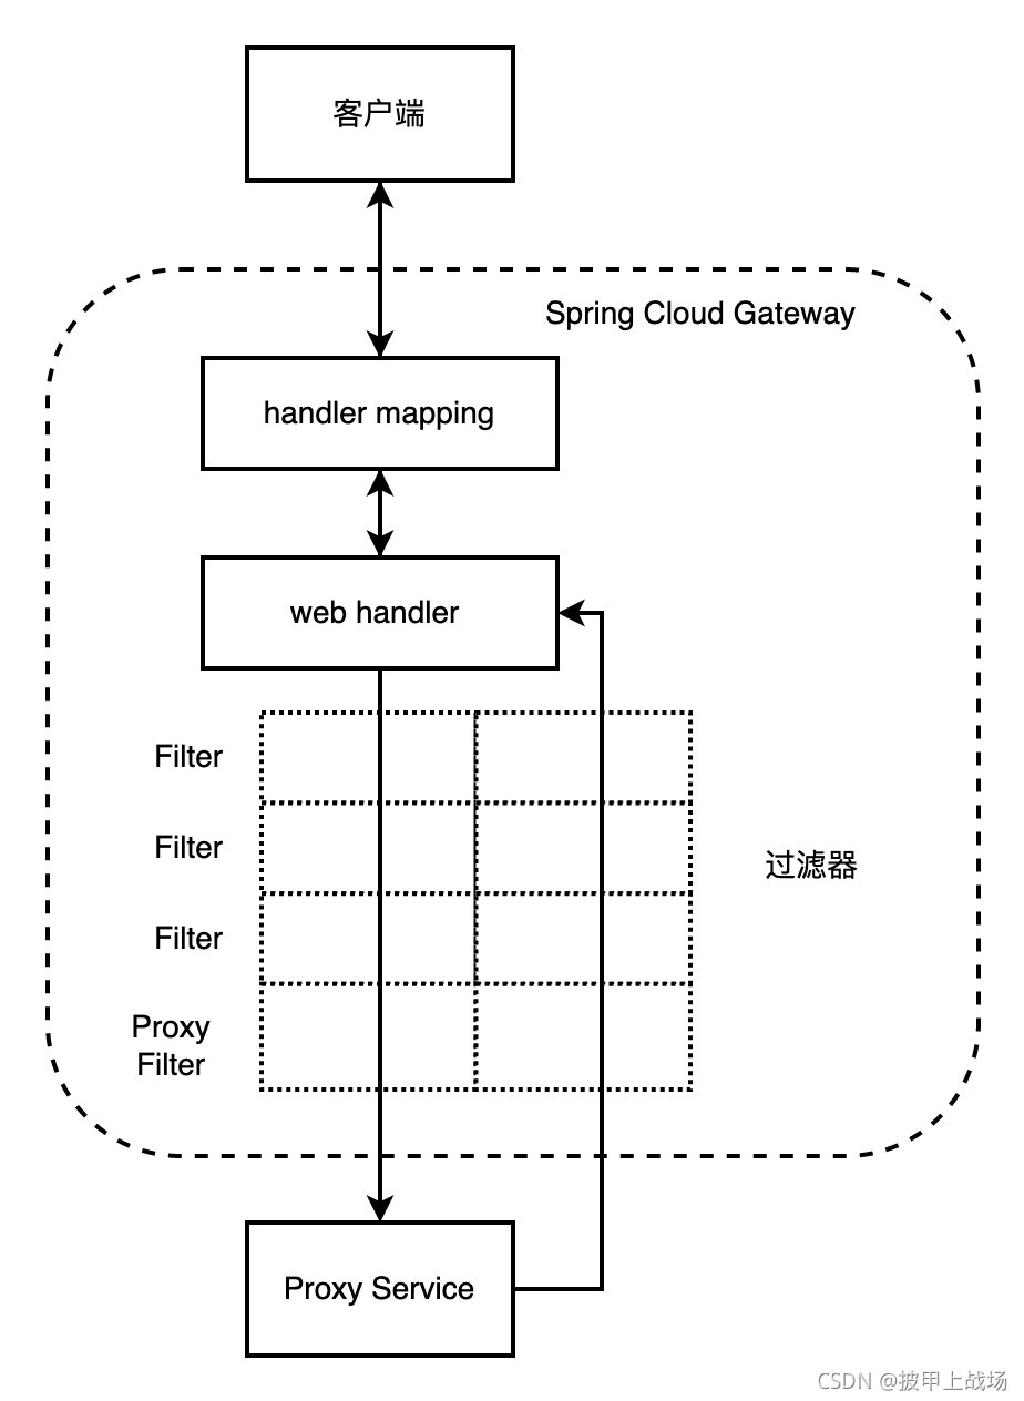 客户端
Spring Cloud Gateway
handler mapping
web handler
Filter
Filter
过滤器
Filter
Proxy
Filter
Proxy Service
CSDN @披甲上战场